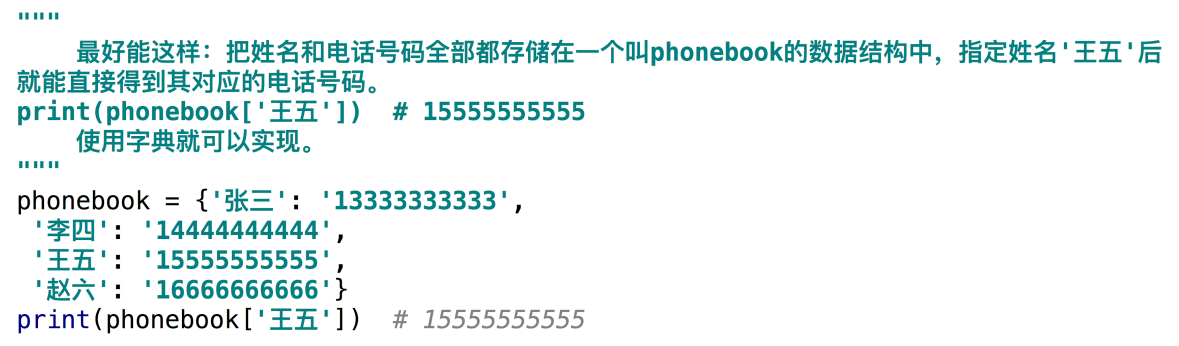 """
    最好能这样：把姓名和电话号码全部都存储在一个叫phonebook的数据结构中，指定姓名'王五'后
就能直接得到其对应的电话号码。
print(phonebook['王五'])  # 15555555555
    使用字典就可以实现。
"""
phonebook = {'张三': '13333333333',
 '李四': '14444444444',
 '王五': '15555555555',
 '赵六': '16666666666'}
print(phonebook['王五'])  # 15555555555